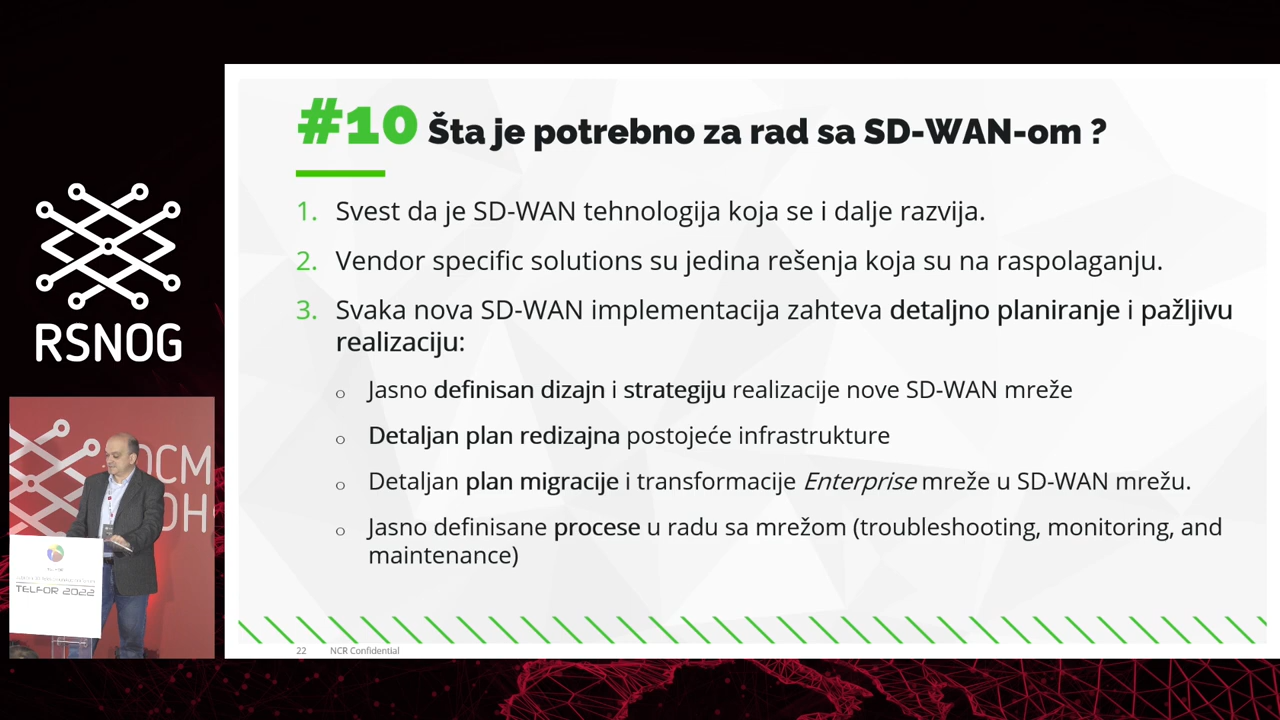 #10 Šta je potrebno za rad sa SD-WAN-om ?
1. Svest da je SD-WAN tehnologija koja se i dalje razvija.
2. Vendor specific solutions su jedina rešenja koja su na raspolaganju.
3. Svaka nova SD-WAN implementacija zahteva detaljno planiranje i pažljivu
realizaciju:
o Jasno definisan dizajn i strategiju realizacije nove SD-WAN mreže
o Detaljan plan redizajna postojeće infrastrukture
o Detaljan plan migracije i transformacije Enterprise mreže u SD-WAN mrežu.
o Jasno definisane procese u radu sa mrežom (troubleshooting, monitoring, and
maintenance)
22 NCR Confidential
RSNOG
TELFOR 2022